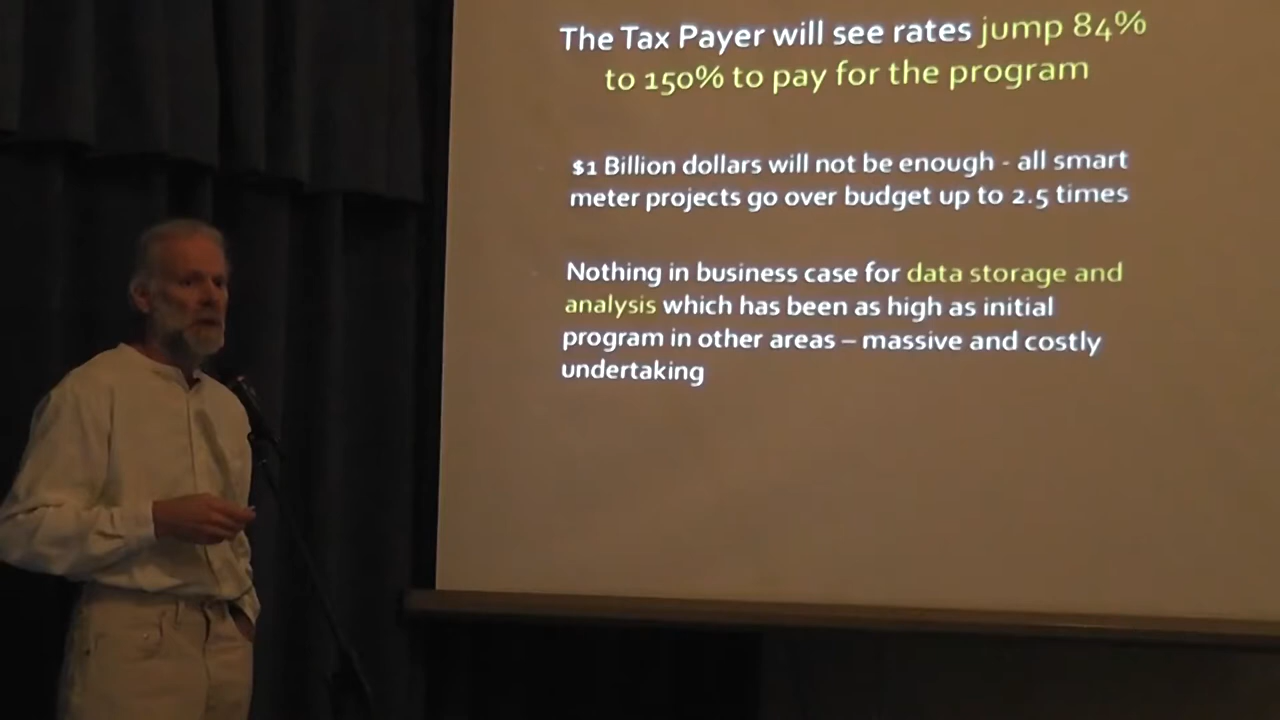 The Tax Payer will see rates jump 84%
to 150% to pay for the program
$1 Billion dollars will not be enough - all smart
meter projects go over budget up to 2.5 times
Nothing in business case for data storage and
analysis which has been as high as initial
program in other areas – massive and costly
undertaking